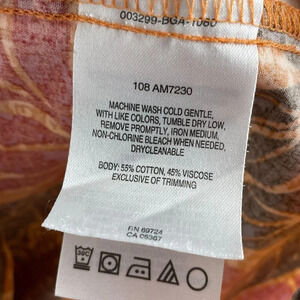 003299-BGA-1060
108 AM7230
MACHINE WASH COLD GENTLE,
WITH LIKE COLORS, TUMBLE DRY LOW,
REMOVE PROMPTLY, IRON MEDIUM,
NON-CHLORINE BLEACH WHEN NEEDED,
DRYCLEANABLE
BODY: 55% COTTON, 45% VISCOSE
EXCLUSIVE OF TRIMMING
RN 69724
CA 05367
30C